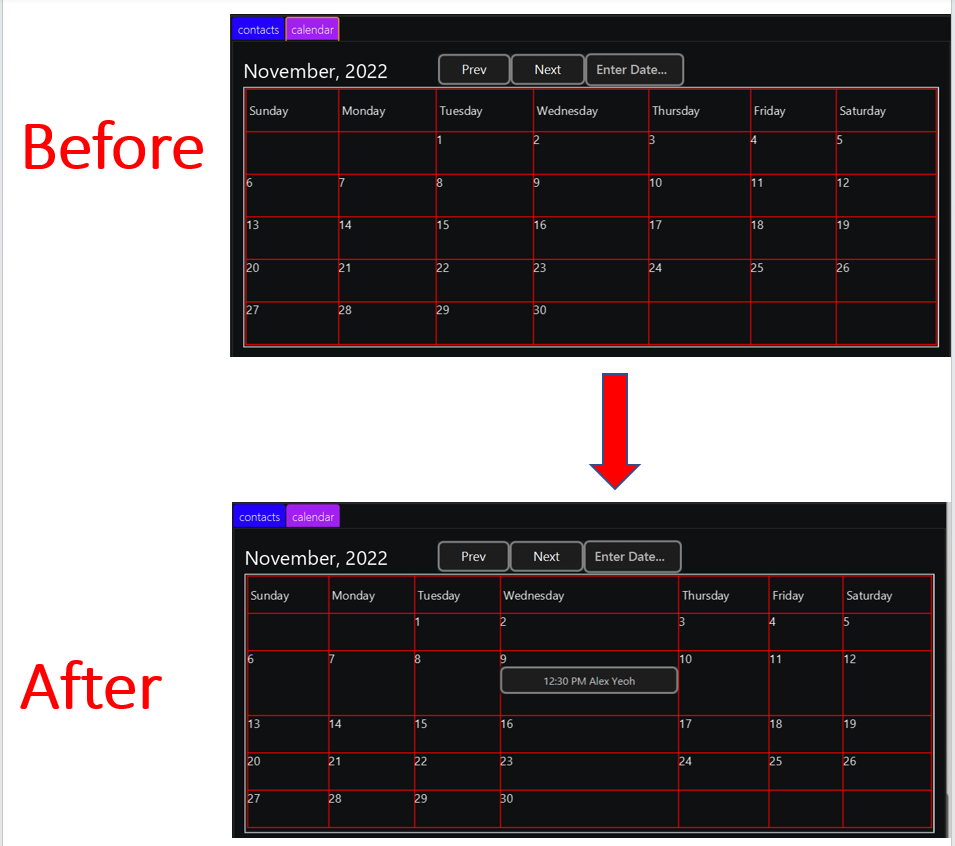 contacts calendar
November, 2022 Prev Next Enter Date...
Sunday Monday Tuesday Wednesday Thursday Friday Saturday
Before
1 2 3 4 5
6 7 8 9 10 11 12
13 14 15 16 17 18 19
20 21 22 23 24 25 26
27 28 29 30
contacts calendar
November, 2022 Prev Next Enter Date...
Sunday Monday Tuesday Wednesday Thursday Friday Saturday
1 2 3 4 5
6 7 8 9 10 11 12
12:30 PM Alex Yeoh
After
13 14 15 16 17 18 19
20 21 22 23 24 25 26
27 28 29 30